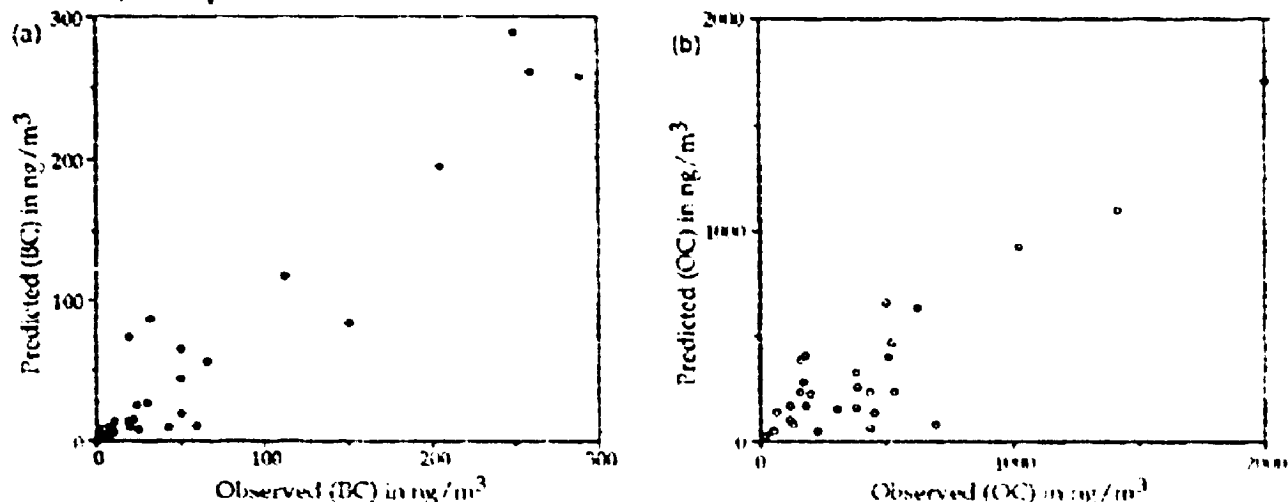 (a)
300
200
100
0
Predicted (BC) in ng/m³
0 100 200 300
Observed (BC) in ng/m³
(b)
2000
1000
0
Predicted (OC) in ng/m³
0 1000 2000
Observed (OC) in ng/m³